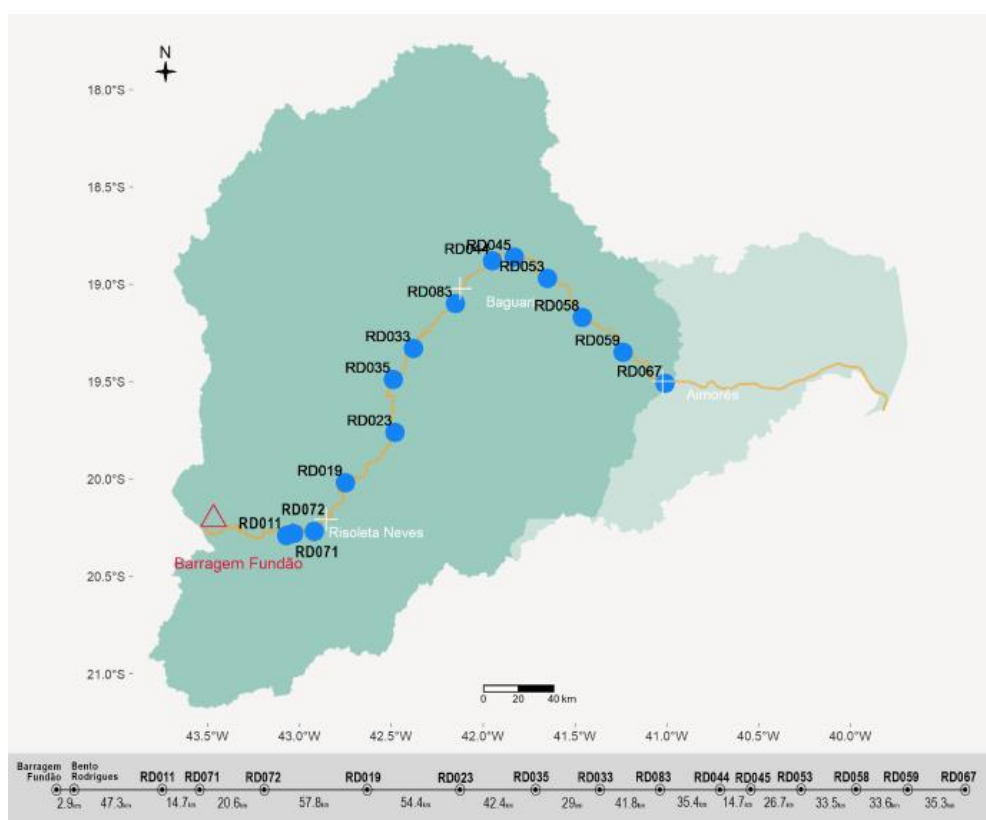 N
18.0°S
18.5°S
19.0°S
19.5°S
20.0°S
20.5°S
21.0°S
RD045
RD044
RD053
RD083
Baguari
RD058
RD033
RD059
RD035
RD067
Aimorés
RD023
RD019
RD072
RD011
Risoleta Neves
RD071
Barragem Fundão
0 20 40 km
43.5°W 43.0°W 42.5°W 42.0°W 41.5°W 41.0°W 40.5°W 40.0°W
Barragem Fundão Bento Rodrigues RD011 RD071 RD072 RD019 RD023 RD035 RD033 RD083 RD044 RD045 RD053 RD058 RD059 RD067
2.9km 47.3km 14.7km 20.6km 57.8km 54.4km 42.4km 29km 41.8km 35.4km 14.7km 26.7km 33.5km 33.6km 35.3km